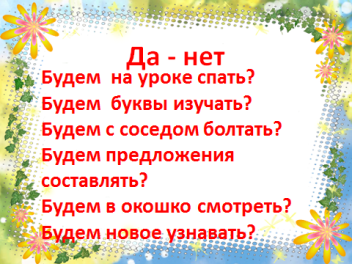 Да - нет
Будем на уроке спать?
Будем буквы изучать?
Будем с соседом болтать?
Будем предложения
составлять?
Будем в окошко смотреть?
Будем новое узнавать?